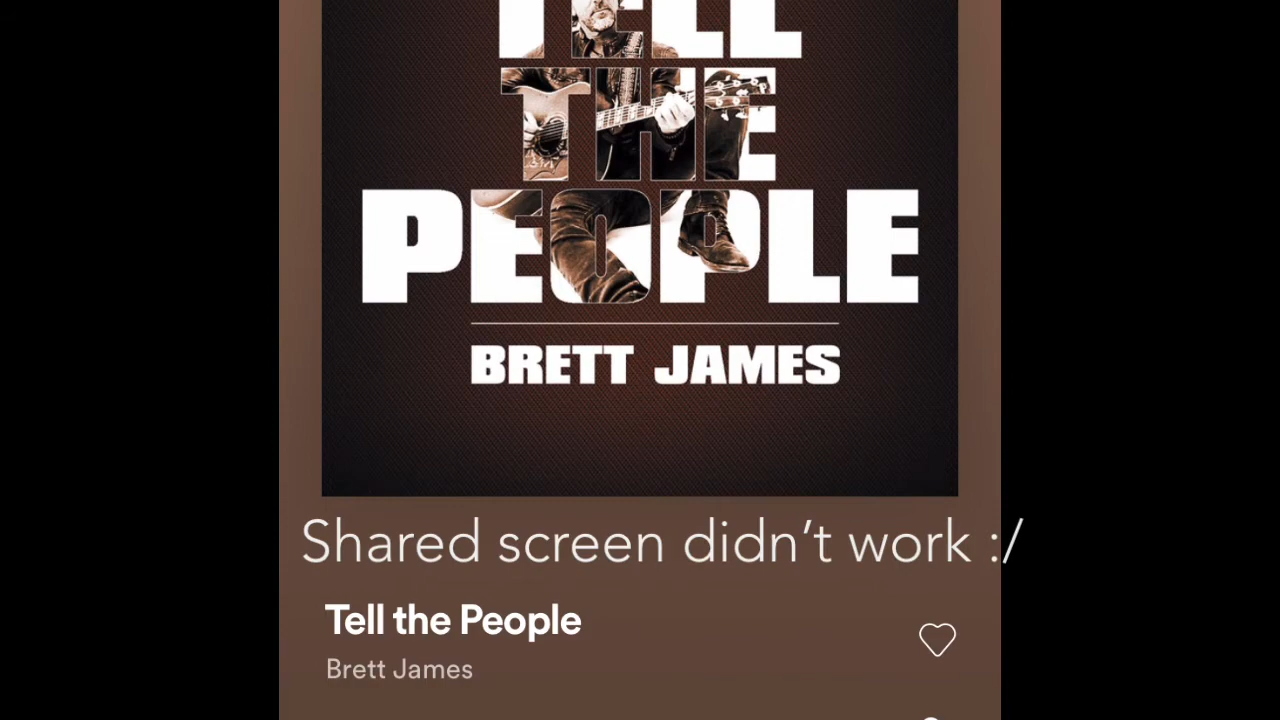 TELL
THE
PEOPLE
BRETT JAMES
Shared screen didn't work :/
Tell the People
Brett James